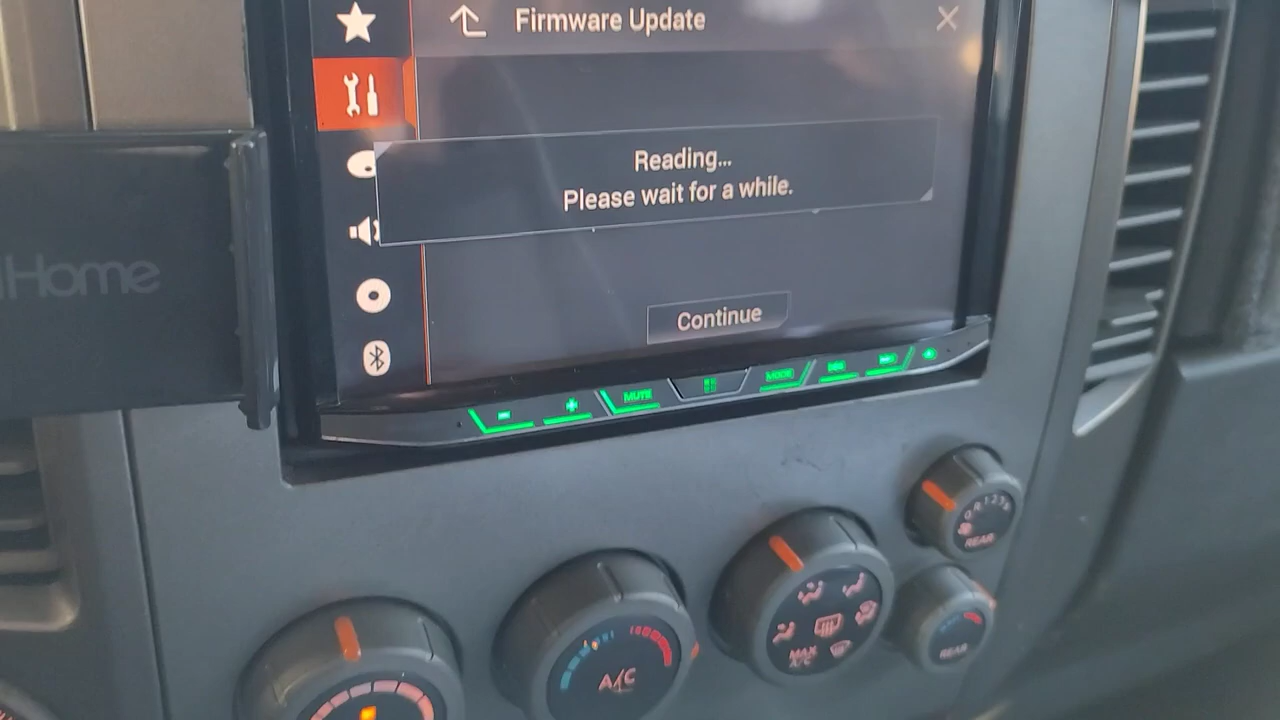 Firmware Update
Reading...
Please wait for a while.
Continue
Home
MUTE
MODE
REAR
A/C
MAX
A/C
REAR